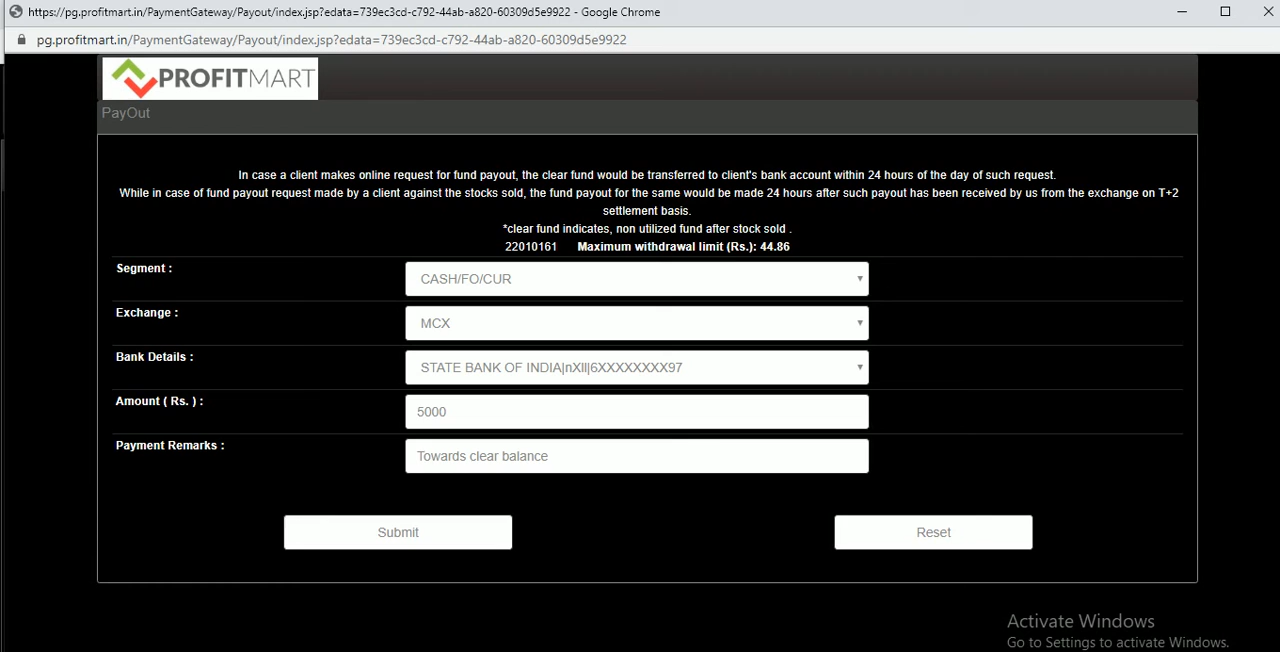 https://pg.profitmart.in/PaymentGateway/Payout/index.jsp?edata=739ec3cd-c792-44ab-a820-60309d5e9922 - Google Chrome
pg.profitmart.in/PaymentGateway/Payout/index.jsp?edata=739ec3cd-c792-44ab-a820-60309d5e9922
PROFITMART
PayOut
In case a client makes online request for fund payout, the clear fund would be transferred to client's bank account within 24 hours of the day of such request.
While in case of fund payout request made by a client against the stocks sold, the fund payout for the same would be made 24 hours after such payout has been received by us from the exchange on T+2
settlement basis.
*clear fund indicates, non utilized fund after stock sold .
22010161 Maximum withdrawal limit (Rs.): 44.86
Segment : CASH/FO/CUR
Exchange : MCX
Bank Details : STATE BANK OF INDIA|nXII|6XXXXXXXX97
Amount ( Rs. ) : 5000
Payment Remarks : Towards clear balance
Submit Reset
Activate Windows
Go to Settings to activate Windows.